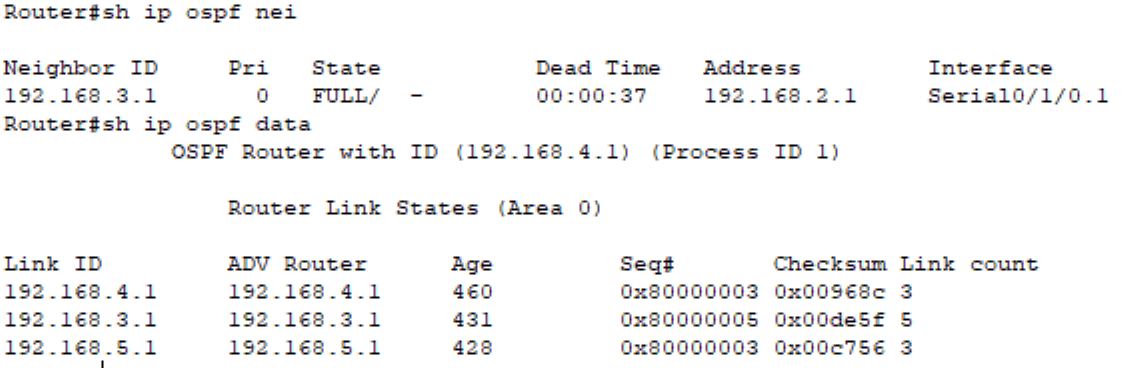 Router#sh ip ospf nei
Neighbor ID Pri State Dead Time Address Interface
192.168.3.1 0 FULL/ - 00:00:37 192.168.2.1 Serial0/1/0.1
Router#sh ip ospf data
OSPF Router with ID (192.168.4.1) (Process ID 1)
Router Link States (Area 0)
Link ID ADV Router Age Seq# Checksum Link count
192.168.4.1 192.168.4.1 460 0x80000003 0x00968c 3
192.168.3.1 192.168.3.1 431 0x80000005 0x00de5f 5
192.168.5.1 192.168.5.1 428 0x80000003 0x00c756 3